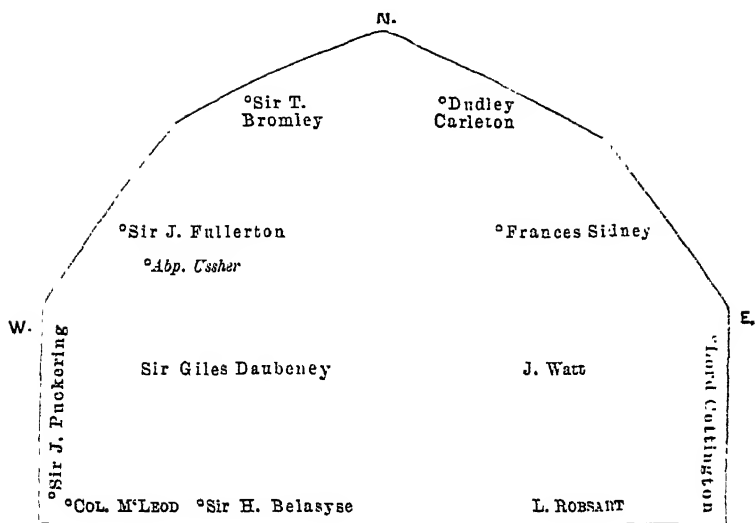 N.
°Sir T.
Bromley
°Dudley
Carleton
°Sir J. Fullerton
°Frances Sidney
°Abp. Ussher
W.
E.
°Sir J. Puckering
Sir Giles Daubeney
J. Watt
°Lord Cottington
°COL. M'LEOD °Sir H. Belasyse
L. ROBSART